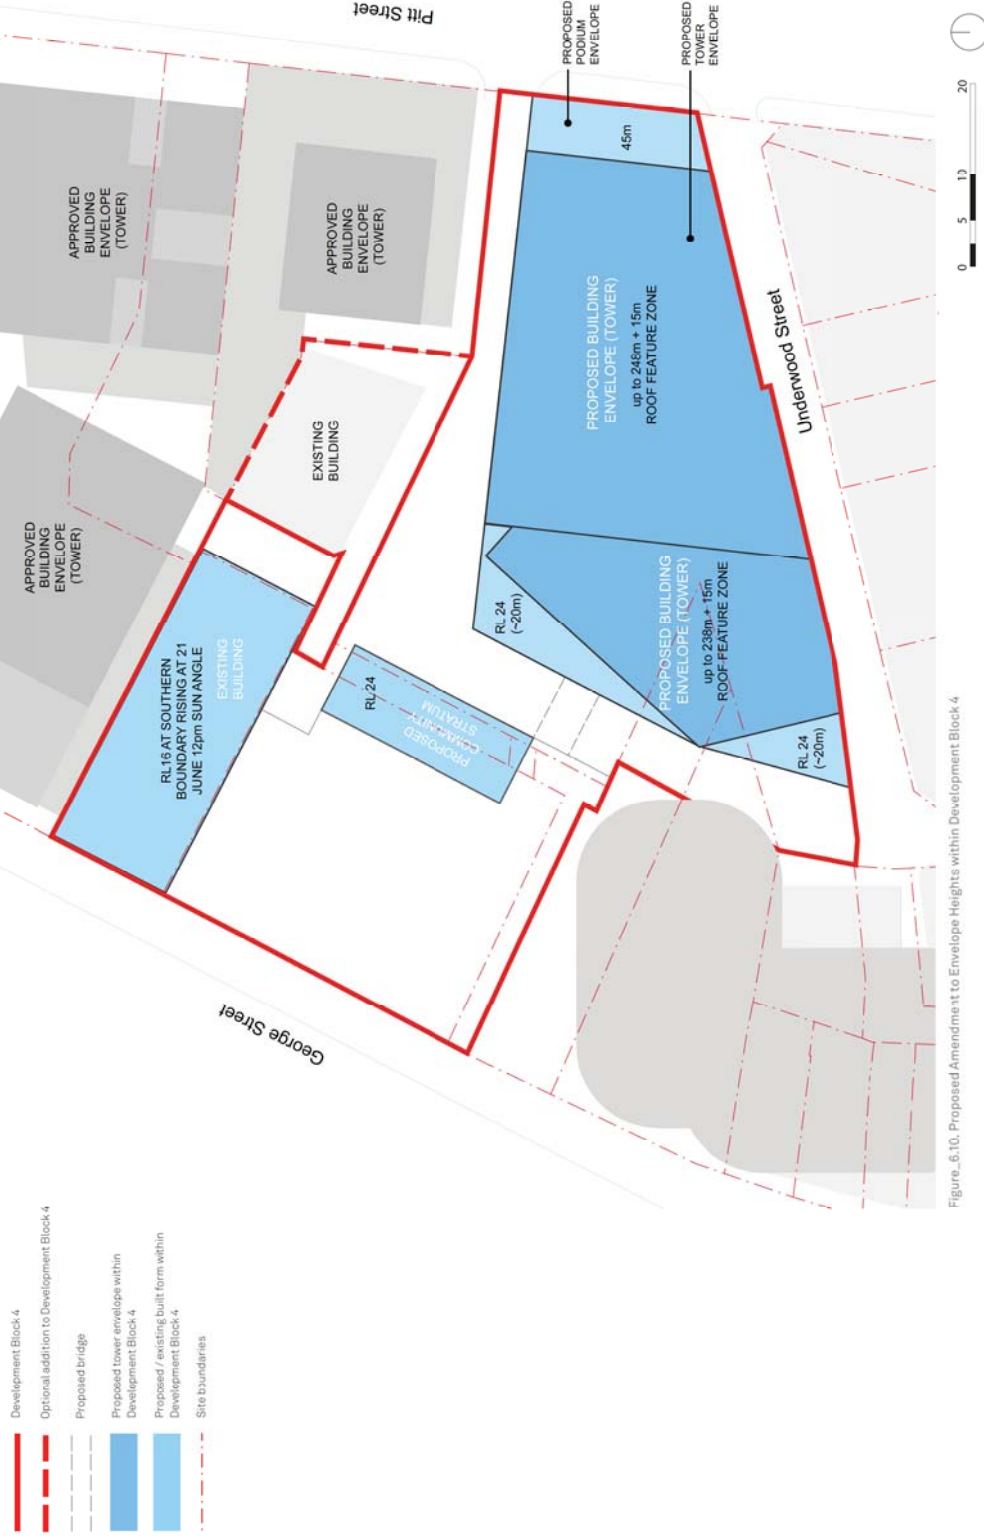 Pitt Street
PROPOSED
PODIUM
ENVELOPE
PROPOSED
TOWER
ENVELOPE
45m
APPROVED
BUILDING
ENVELOPE
(TOWER)
APPROVED
BUILDING
ENVELOPE
(TOWER)
APPROVED
BUILDING
ENVELOPE
(TOWER)
EXISTING
BUILDING
PROPOSED BUILDING
ENVELOPE (TOWER)
up to 248m + 15m
ROOF FEATURE ZONE
Underwood Street
PROPOSED BUILDING
ENVELOPE (TOWER)
up to 238m + 15m
ROOF FEATURE ZONE
RL 24
(~20m)
RL 24
(~20m)
RL16 AT SOUTHERN
BOUNDARY RISING AT 21
JUNE 12pm SUN ANGLE
EXISTING
BUILDING
RL 24
PROPOSED
COMMUNITY
STRATUM
George Street
0 5 10 20
Development Block 4
Optional addition to Development Block 4
Proposed bridge
Proposed tower envelope within
Development Block 4
Proposed / existing built form within
Development Block 4
Site boundaries
Figure_6.10. Proposed Amendment to Envelope Heights within Development Block 4